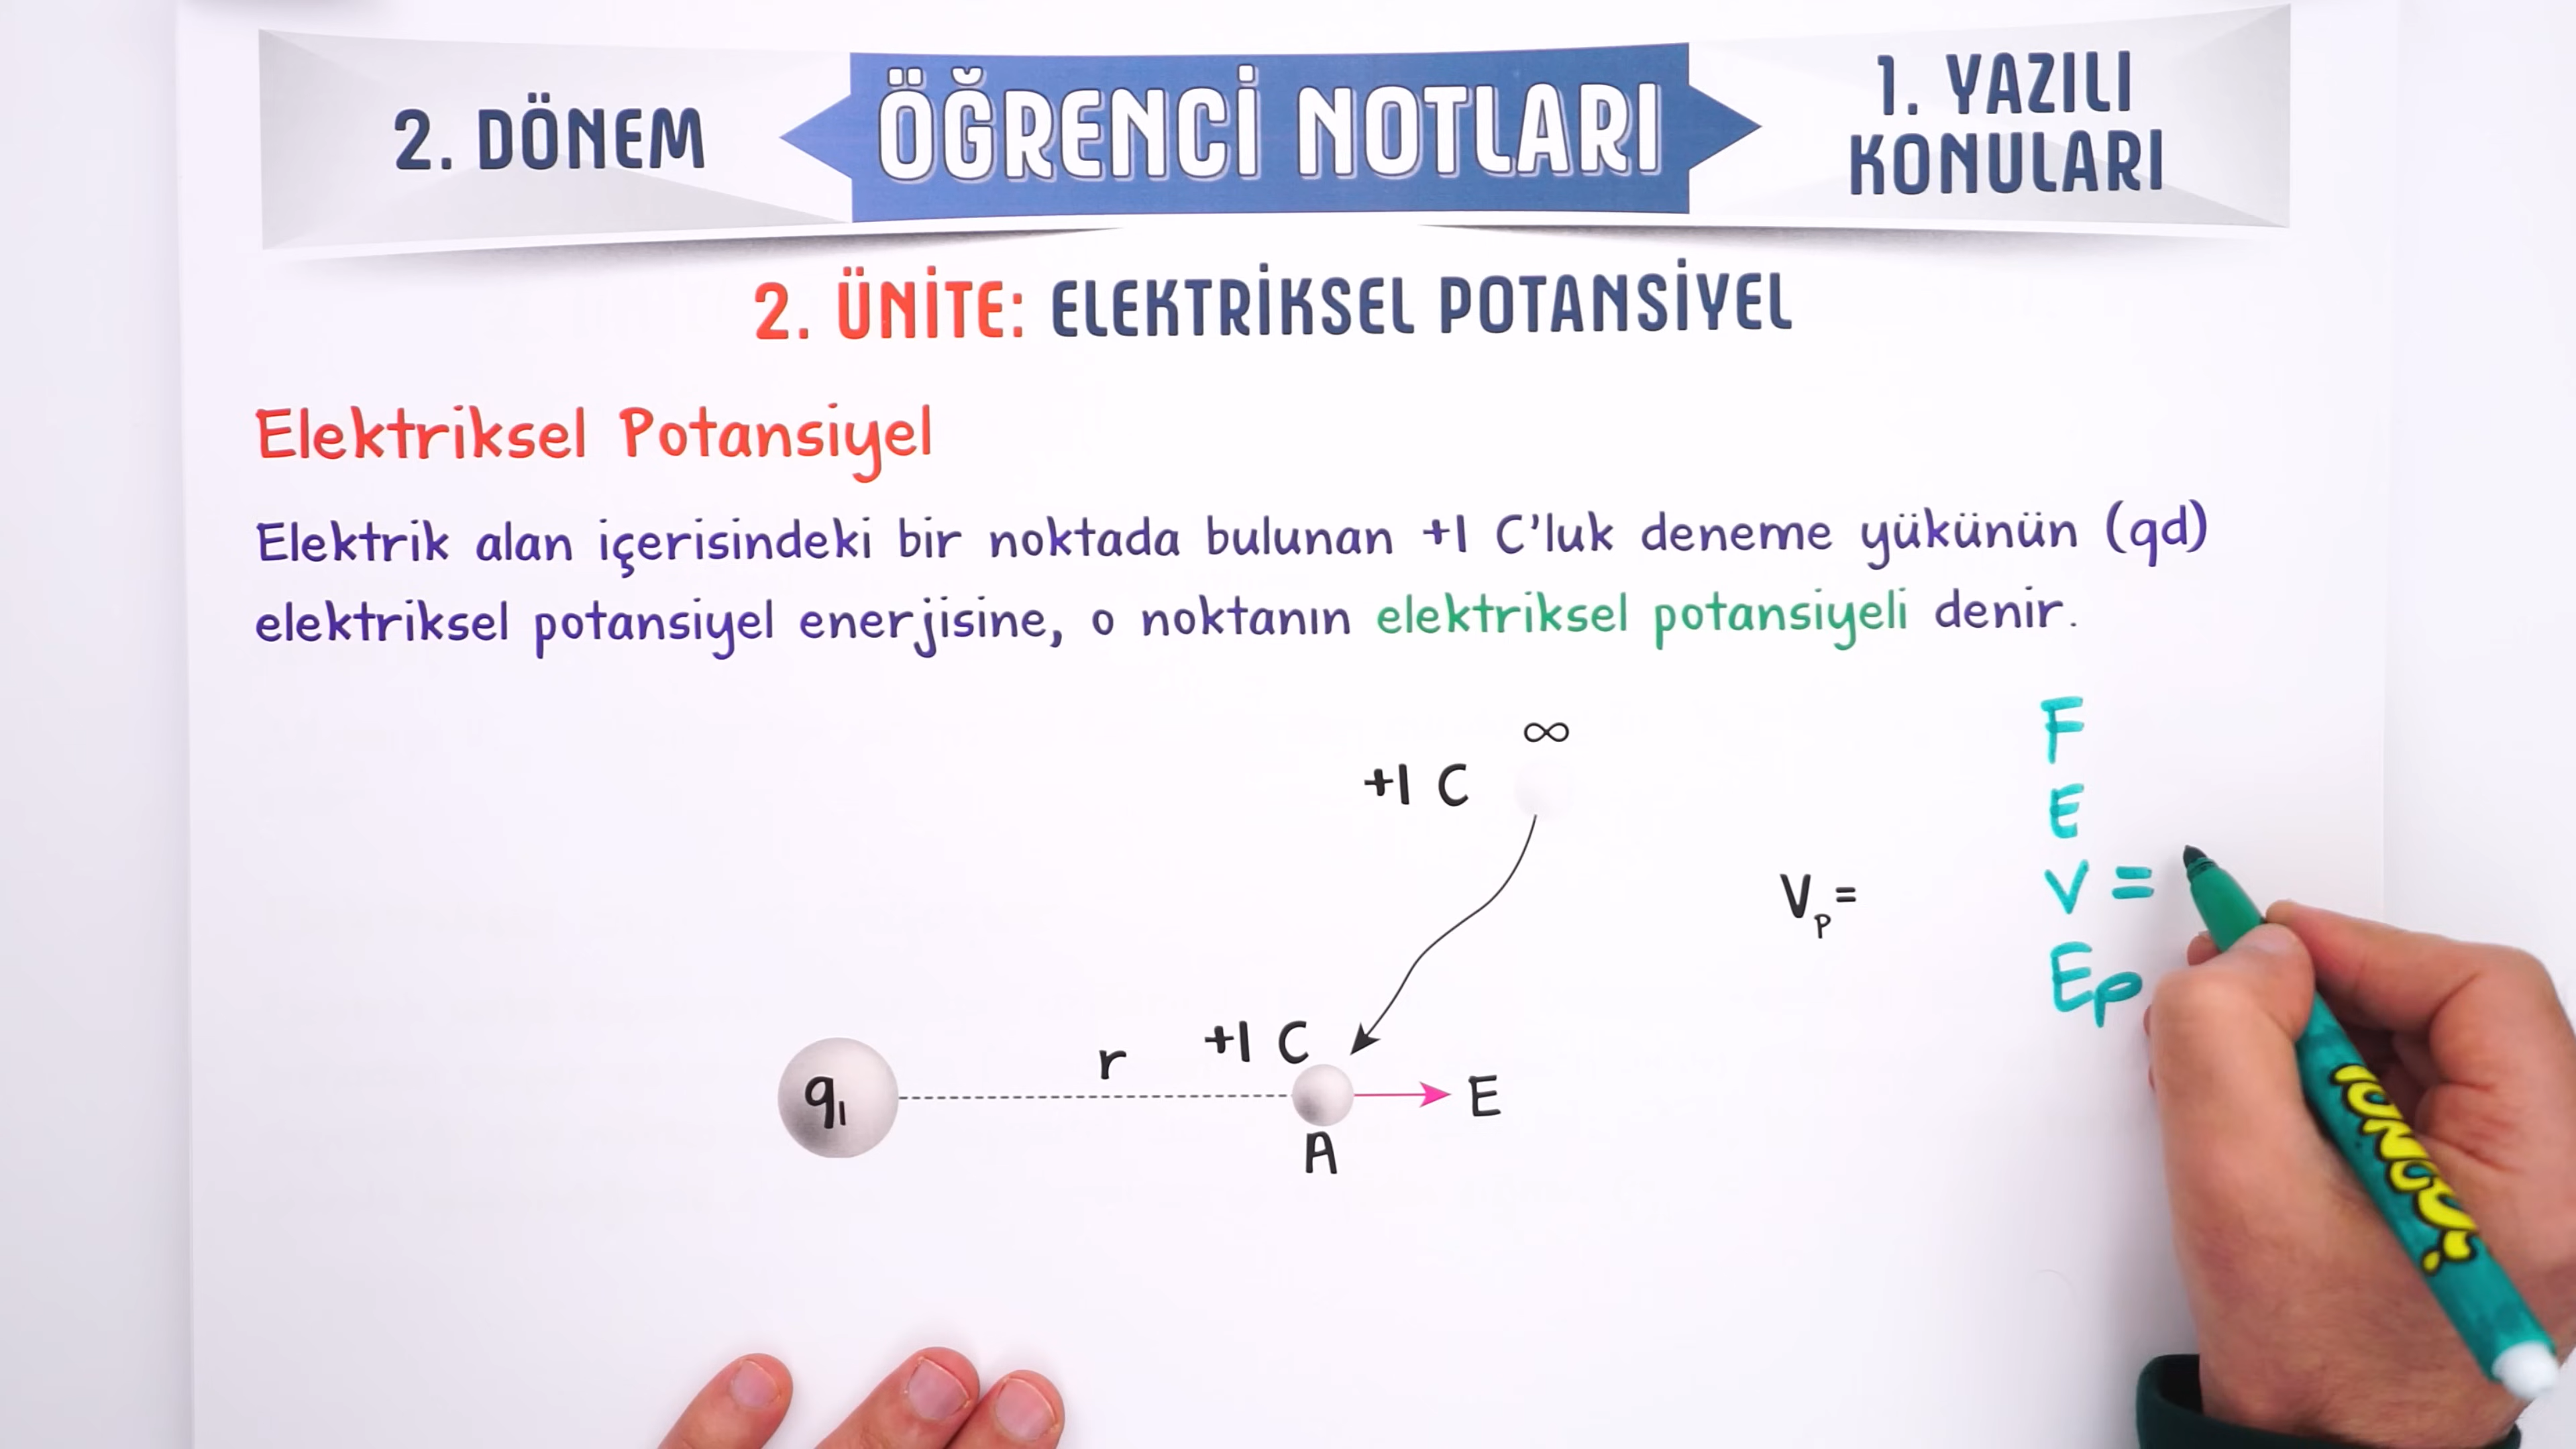 2. DÖNEM
ÖĞRENCİ NOTLARI
1. YAZILI
KONULARI
2. ÜNİTE: ELEKTRİKSEL POTANSİYEL
Elektriksel Potansiyel
Elektrik alan içerisindeki bir noktada bulunan +1 C'luk deneme yükünün (qd)
elektriksel potansiyel enerjisine, o noktanın elektriksel potansiyeli denir.
∞
+1 C
F
E
V =
Ep
Vp=
q1
r
+1 C
E
A